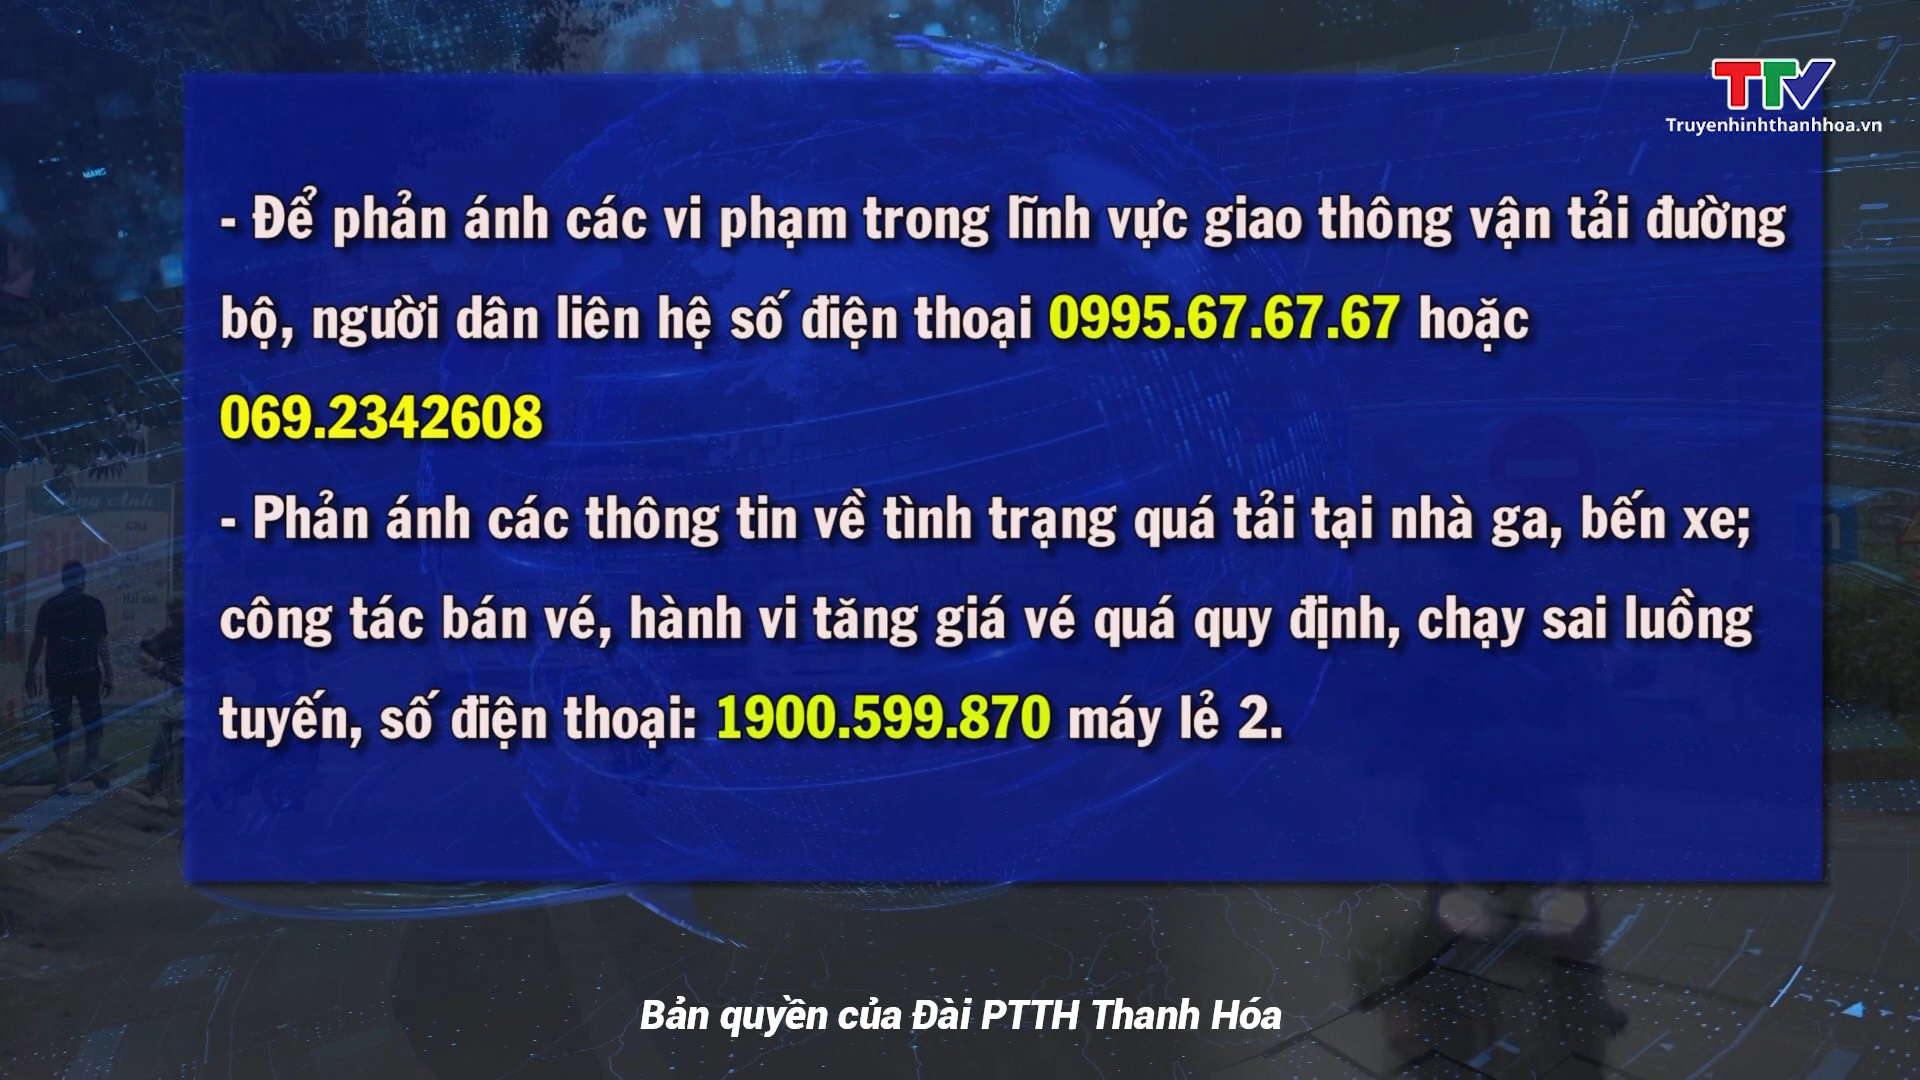 TTV
Truyenhinhthanhhoa.vn
- Để phản ánh các vi phạm trong lĩnh vực giao thông vận tải đường
bộ, người dân liên hệ số điện thoại 0995.67.67.67 hoặc
069.2342608
- Phản ánh các thông tin về tình trạng quá tải tại nhà ga, bến xe;
công tác bán vé, hành vi tăng giá vé quá quy định, chạy sai luồng
tuyến, số điện thoại: 1900.599.870 máy lẻ 2.
Bản quyền của Đài PTTH Thanh Hóa